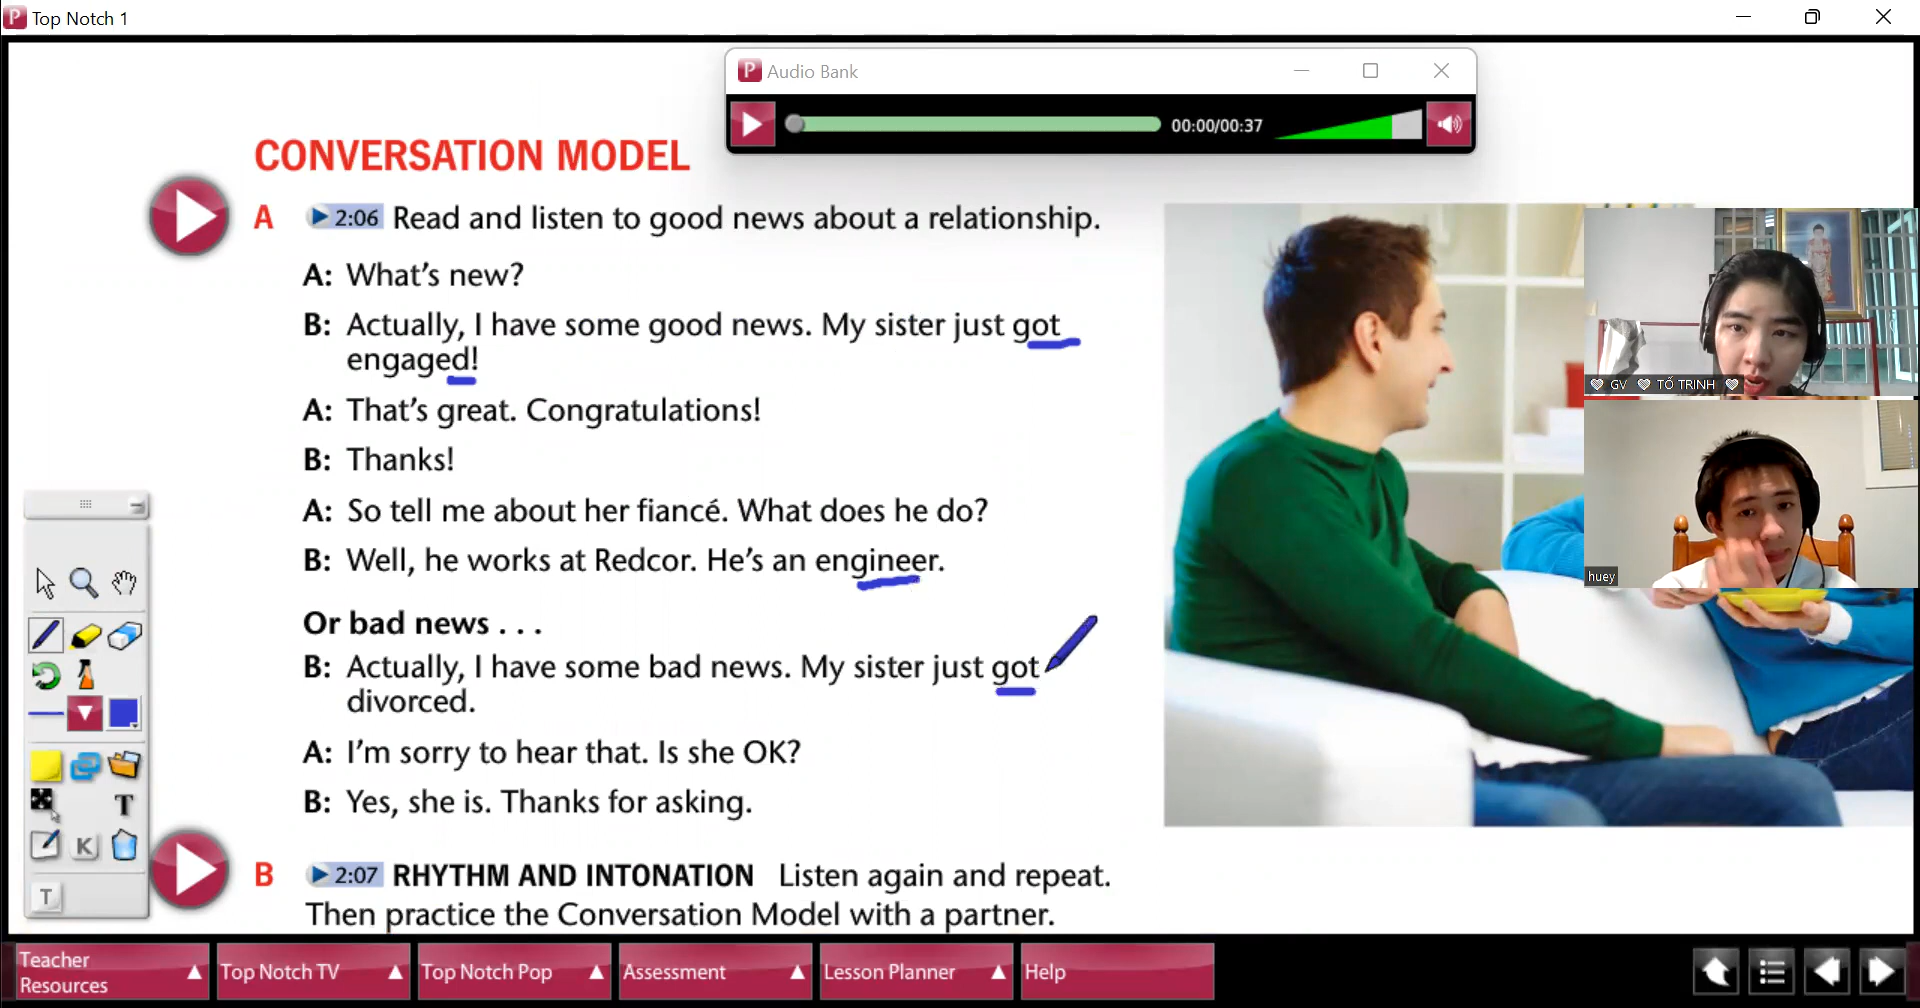 Top Notch 1
Audio Bank
00:00/00:37
CONVERSATION MODEL
A 2:06 Read and listen to good news about a relationship.
A: What's new?
B: Actually, I have some good news. My sister just got
engaged!
A: That's great. Congratulations!
B: Thanks!
A: So tell me about her fiancé. What does he do?
B: Well, he works at Redcor. He's an engineer.
Or bad news . . .
B: Actually, I have some bad news. My sister just got
divorced.
A: I'm sorry to hear that. Is she OK?
B: Yes, she is. Thanks for asking.
B 2:07 RHYTHM AND INTONATION Listen again and repeat.
Then practice the Conversation Model with a partner.
GV TỐ TRINH
huey
T
K
T
Teacher
Resources
Top Notch TV
Top Notch Pop
Assessment
Lesson Planner
Help